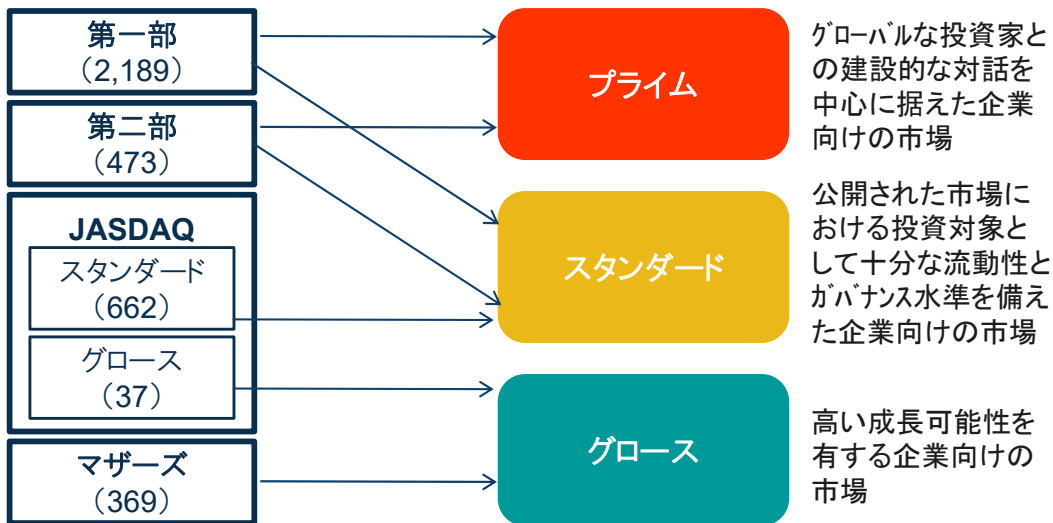 第一部
（2,189）
第二部
（473）
JASDAQ
スタンダード
（662）
グロース
（37）
マザーズ
（369）
プライム
スタンダード
グロース
ｸﾞﾛｰﾊﾞﾙな投資家と
の建設的な対話を
中心に据えた企業
向けの市場
公開された市場に
おける投資対象と
して十分な流動性と
ｶﾞﾊﾞﾅﾝｽ水準を備え
た企業向けの市場
高い成長可能性を
有する企業向けの
市場